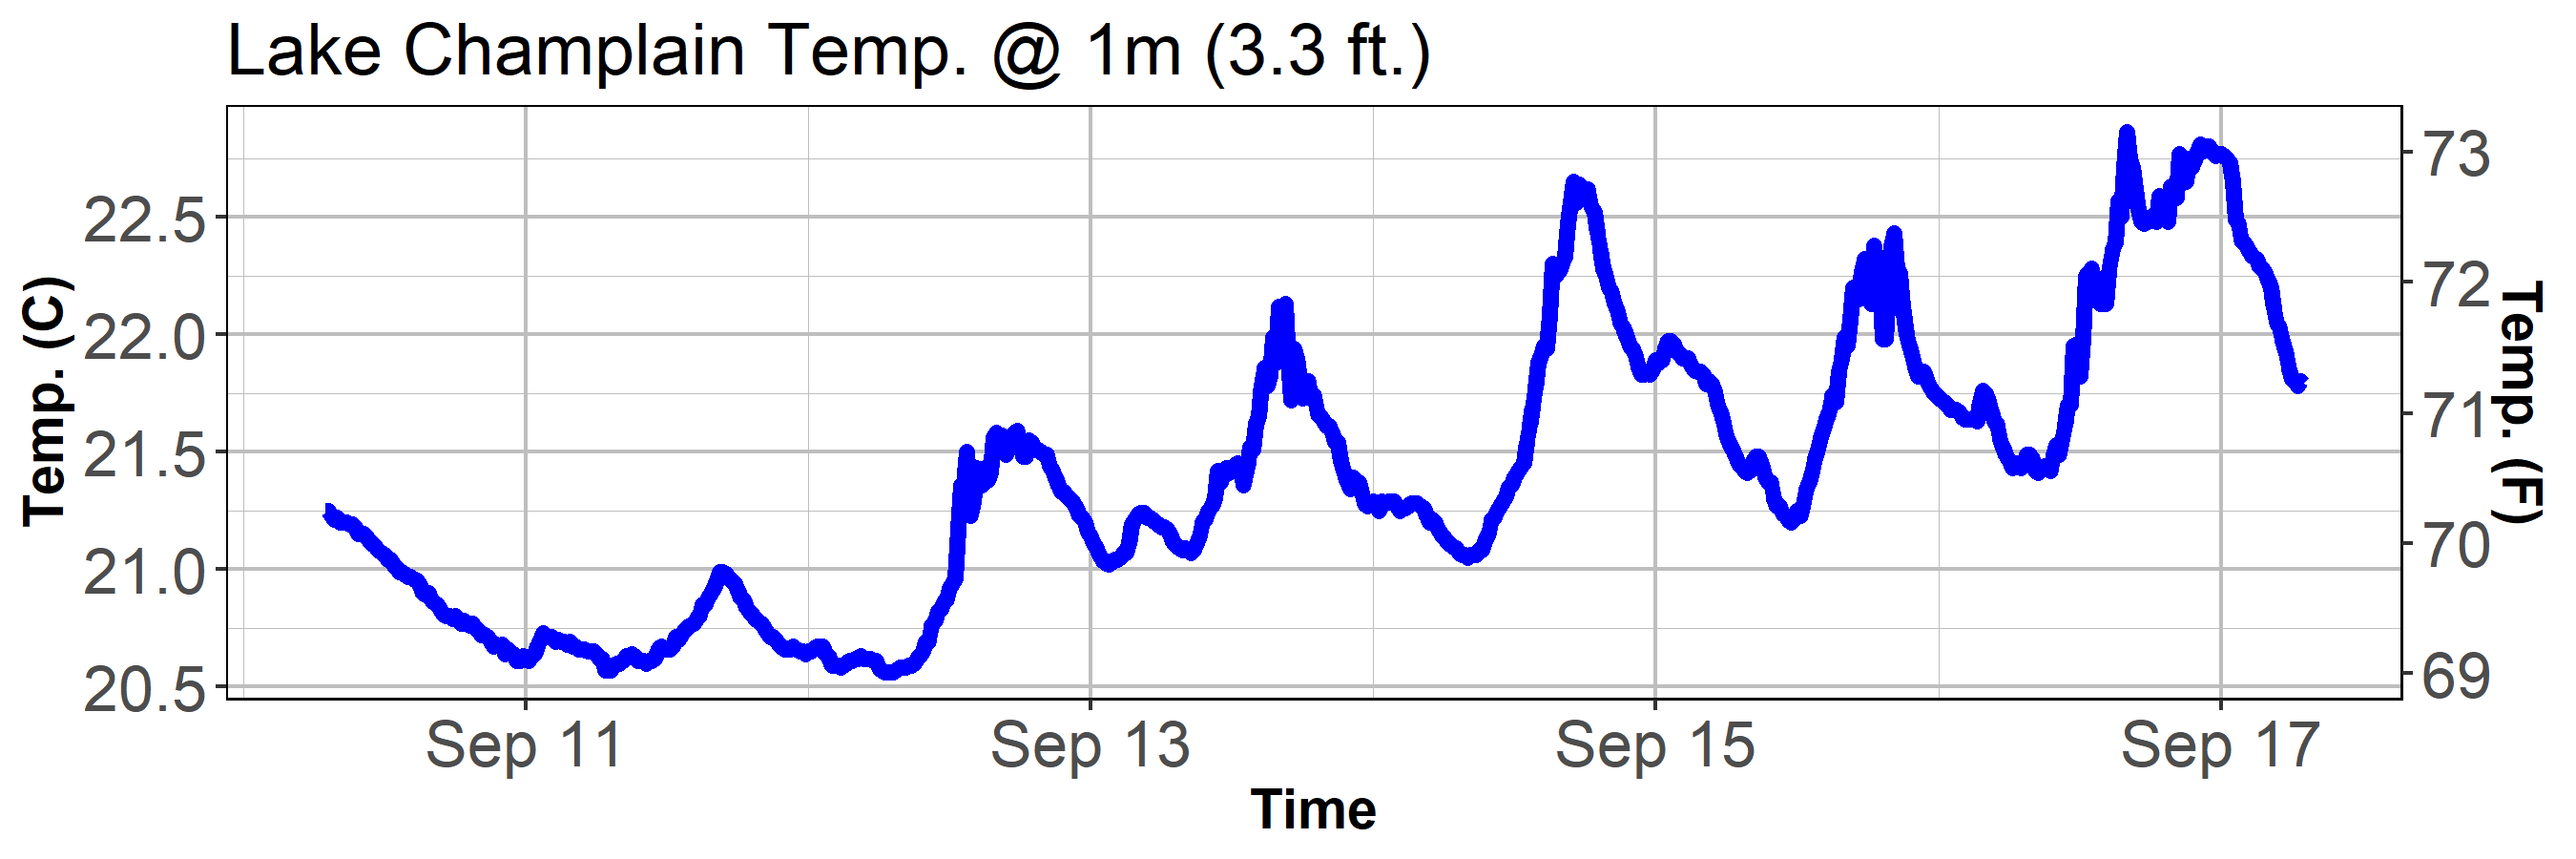 Lake Champlain Temp. @ 1m (3.3 ft.)
Temp. (C)
22.5
22.0
21.5
21.0
20.5
73
72
71
70
69
Temp. (F)
Sep 11
Sep 13
Sep 15
Sep 17
Time